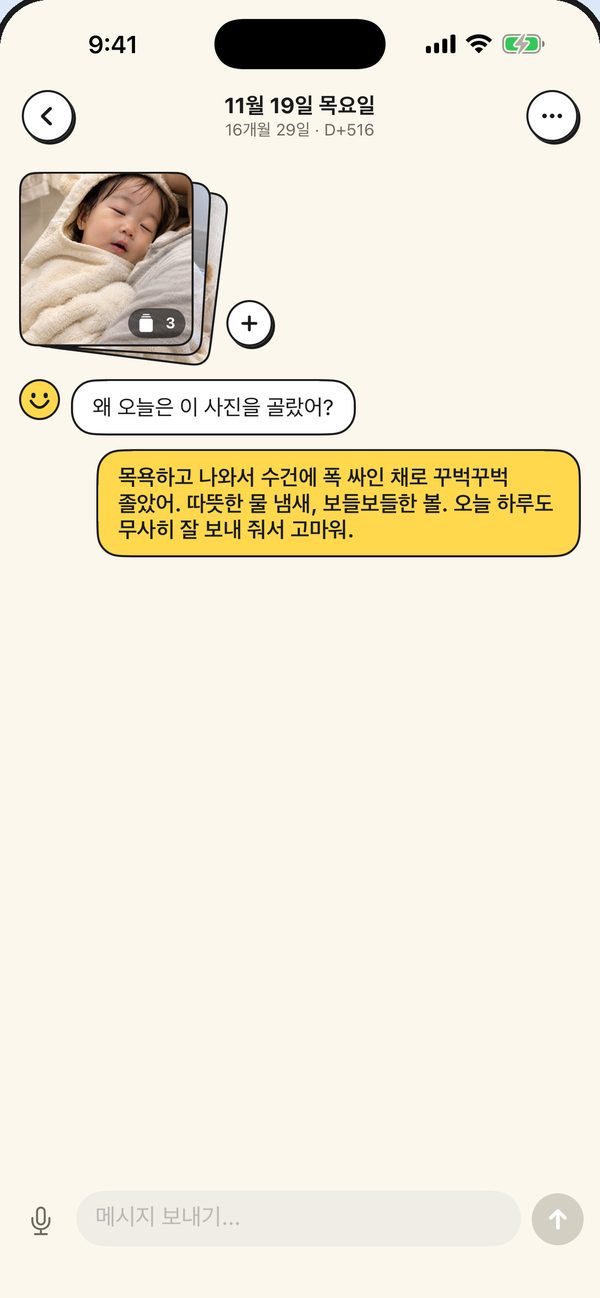 9:41
11월 19일 목요일
16개월 29일 · D+516
3
왜 오늘은 이 사진을 골랐어?
목욕하고 나와서 수건에 폭 싸인 채로 꾸벅꾸벅
졸았어. 따뜻한 물 냄새, 보들보들한 볼. 오늘 하루도
무사히 잘 보내 줘서 고마워.
메시지 보내기...